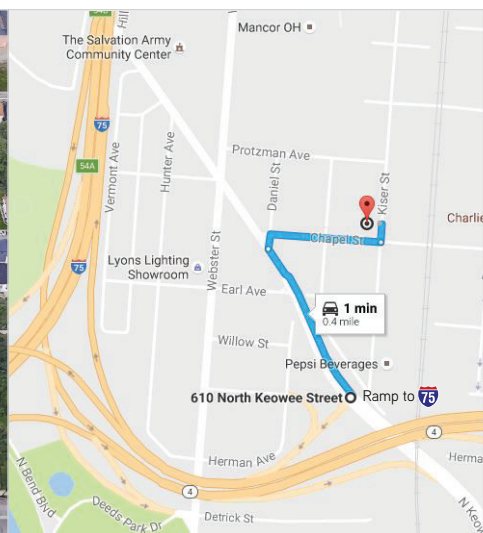 Hill
Mancor OH
The Salvation Army
Community Center
75
Protzman Ave
54A
Vermont Ave
Hunter Ave
Daniel St
Kiser St
Webster St
Charlie
Chapel St
75
Lyons Lighting
Showroom
Earl Ave
1 min
0.4 mile
Willow St
Pepsi Beverages
610 North Keowee Street
Ramp to 75
4
Herman Ave
Herma
N Bend Blvd
4
Deeds Park Dr
Detrick St
N Keow